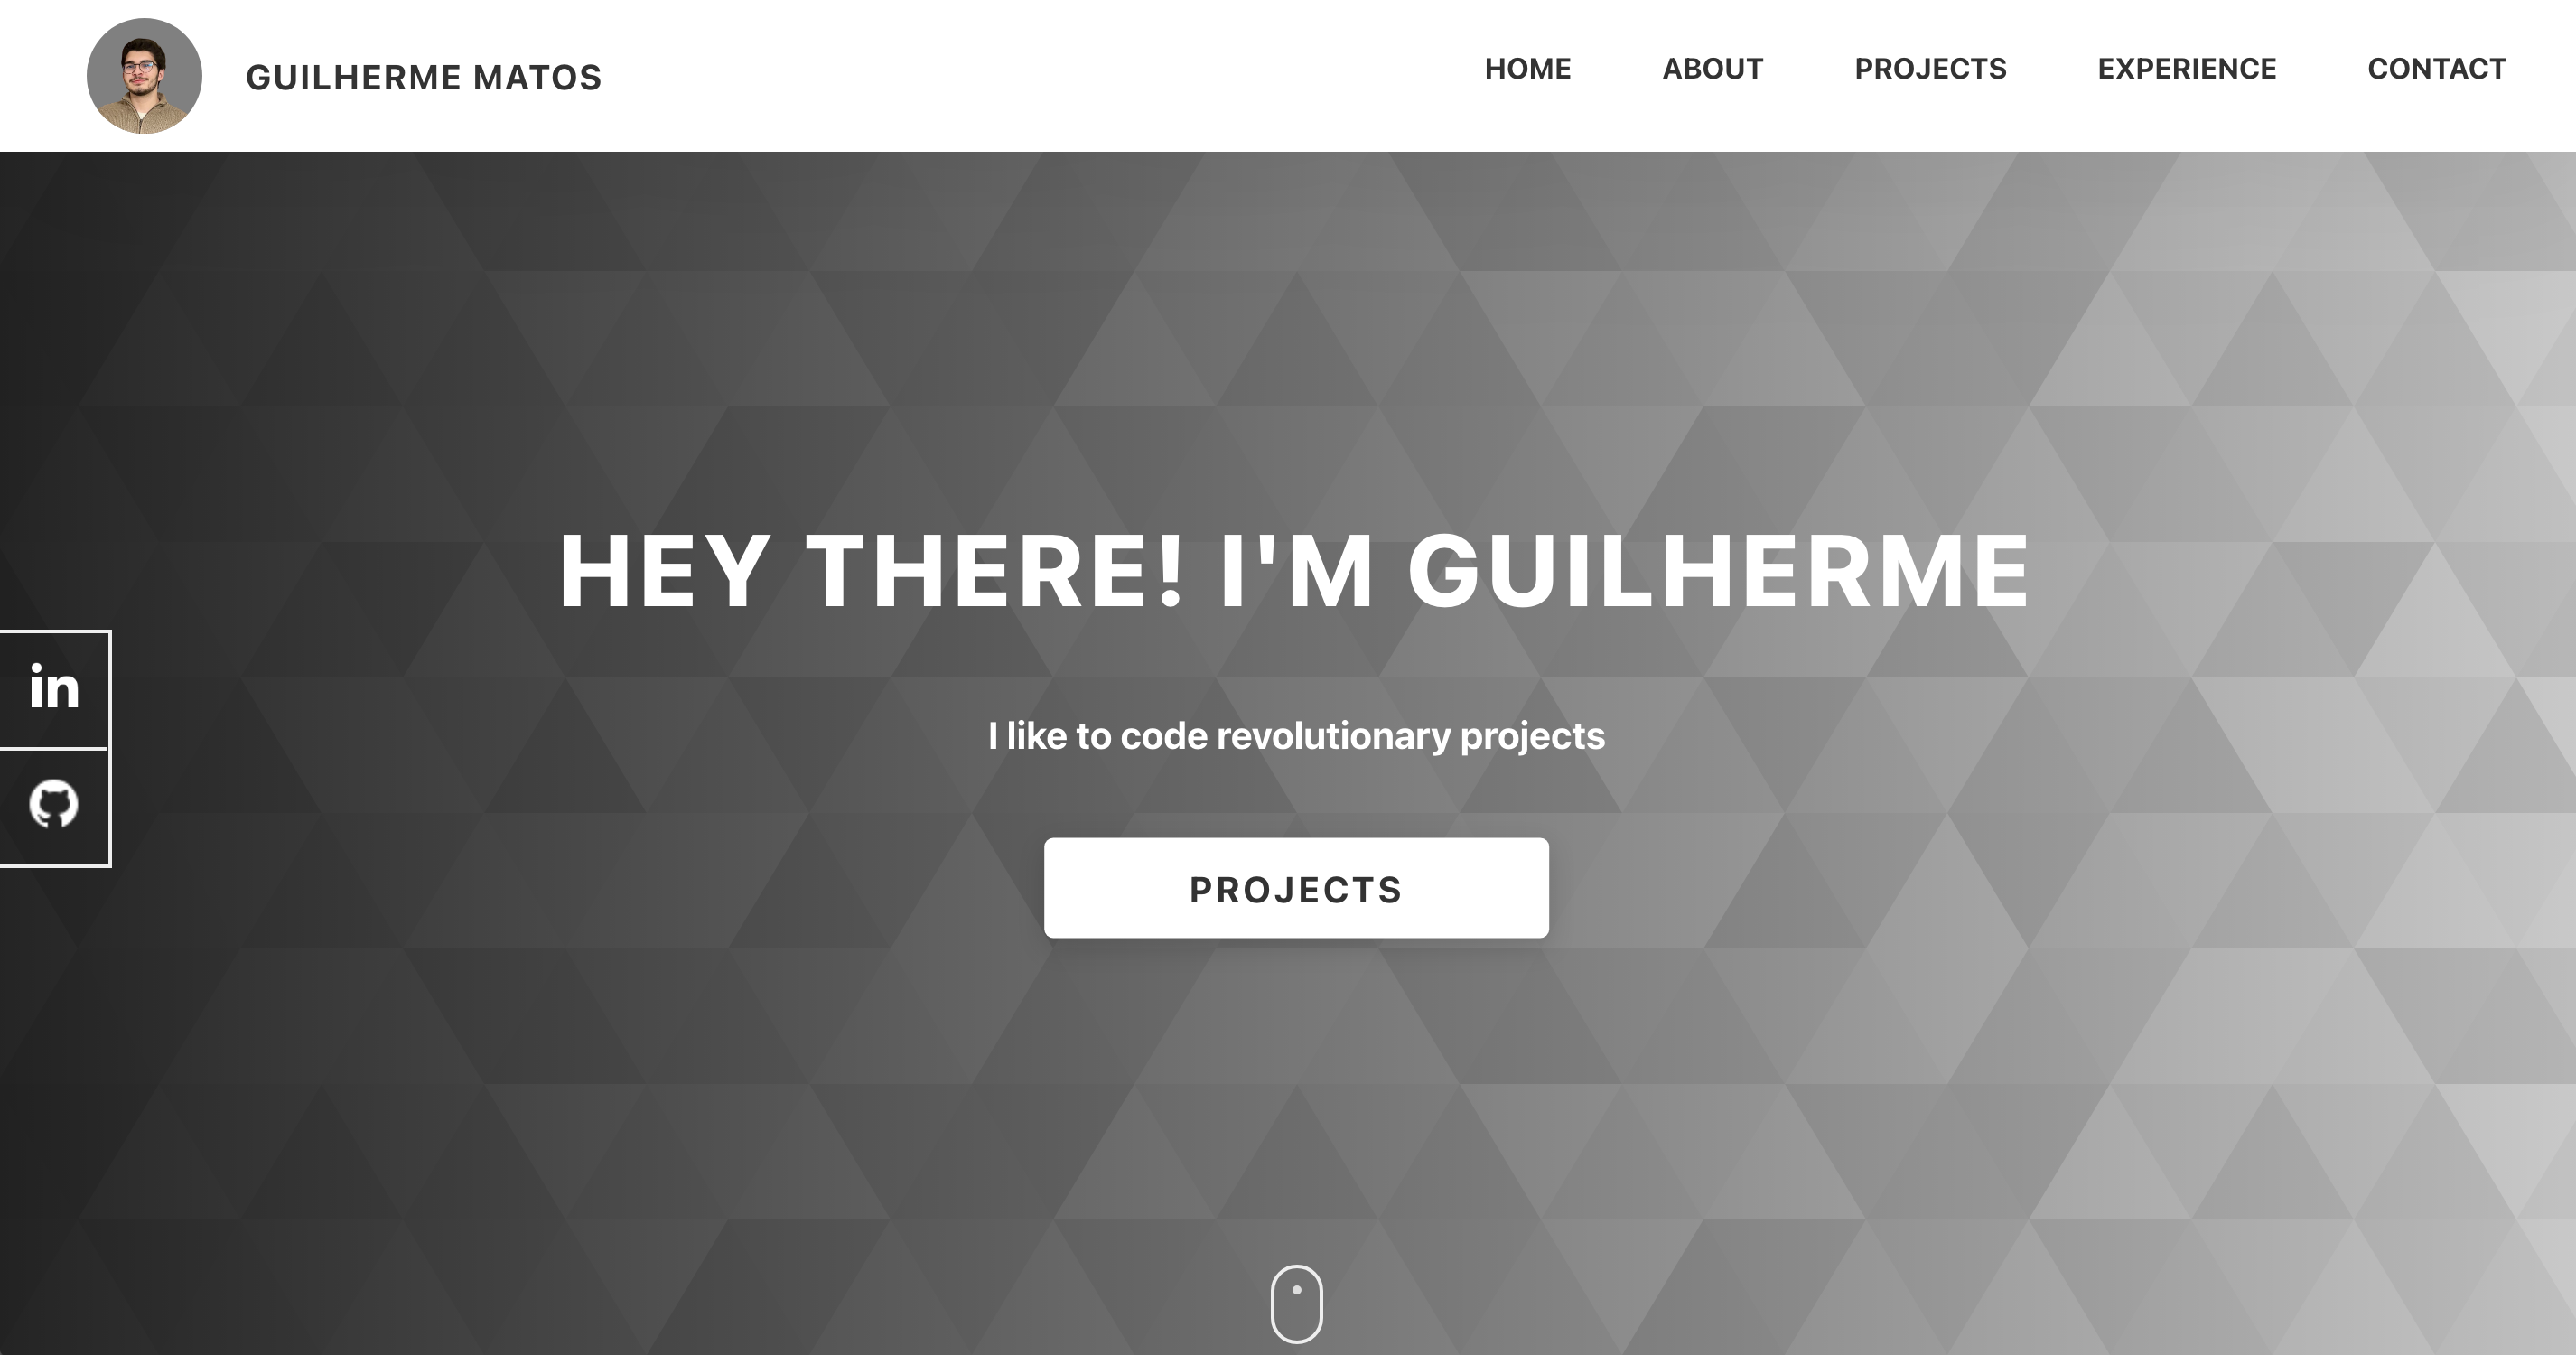 GUILHERME MATOS
HOME ABOUT PROJECTS EXPERIENCE CONTACT
HEY THERE! I'M GUILHERME
in
I like to code revolutionary projects
PROJECTS